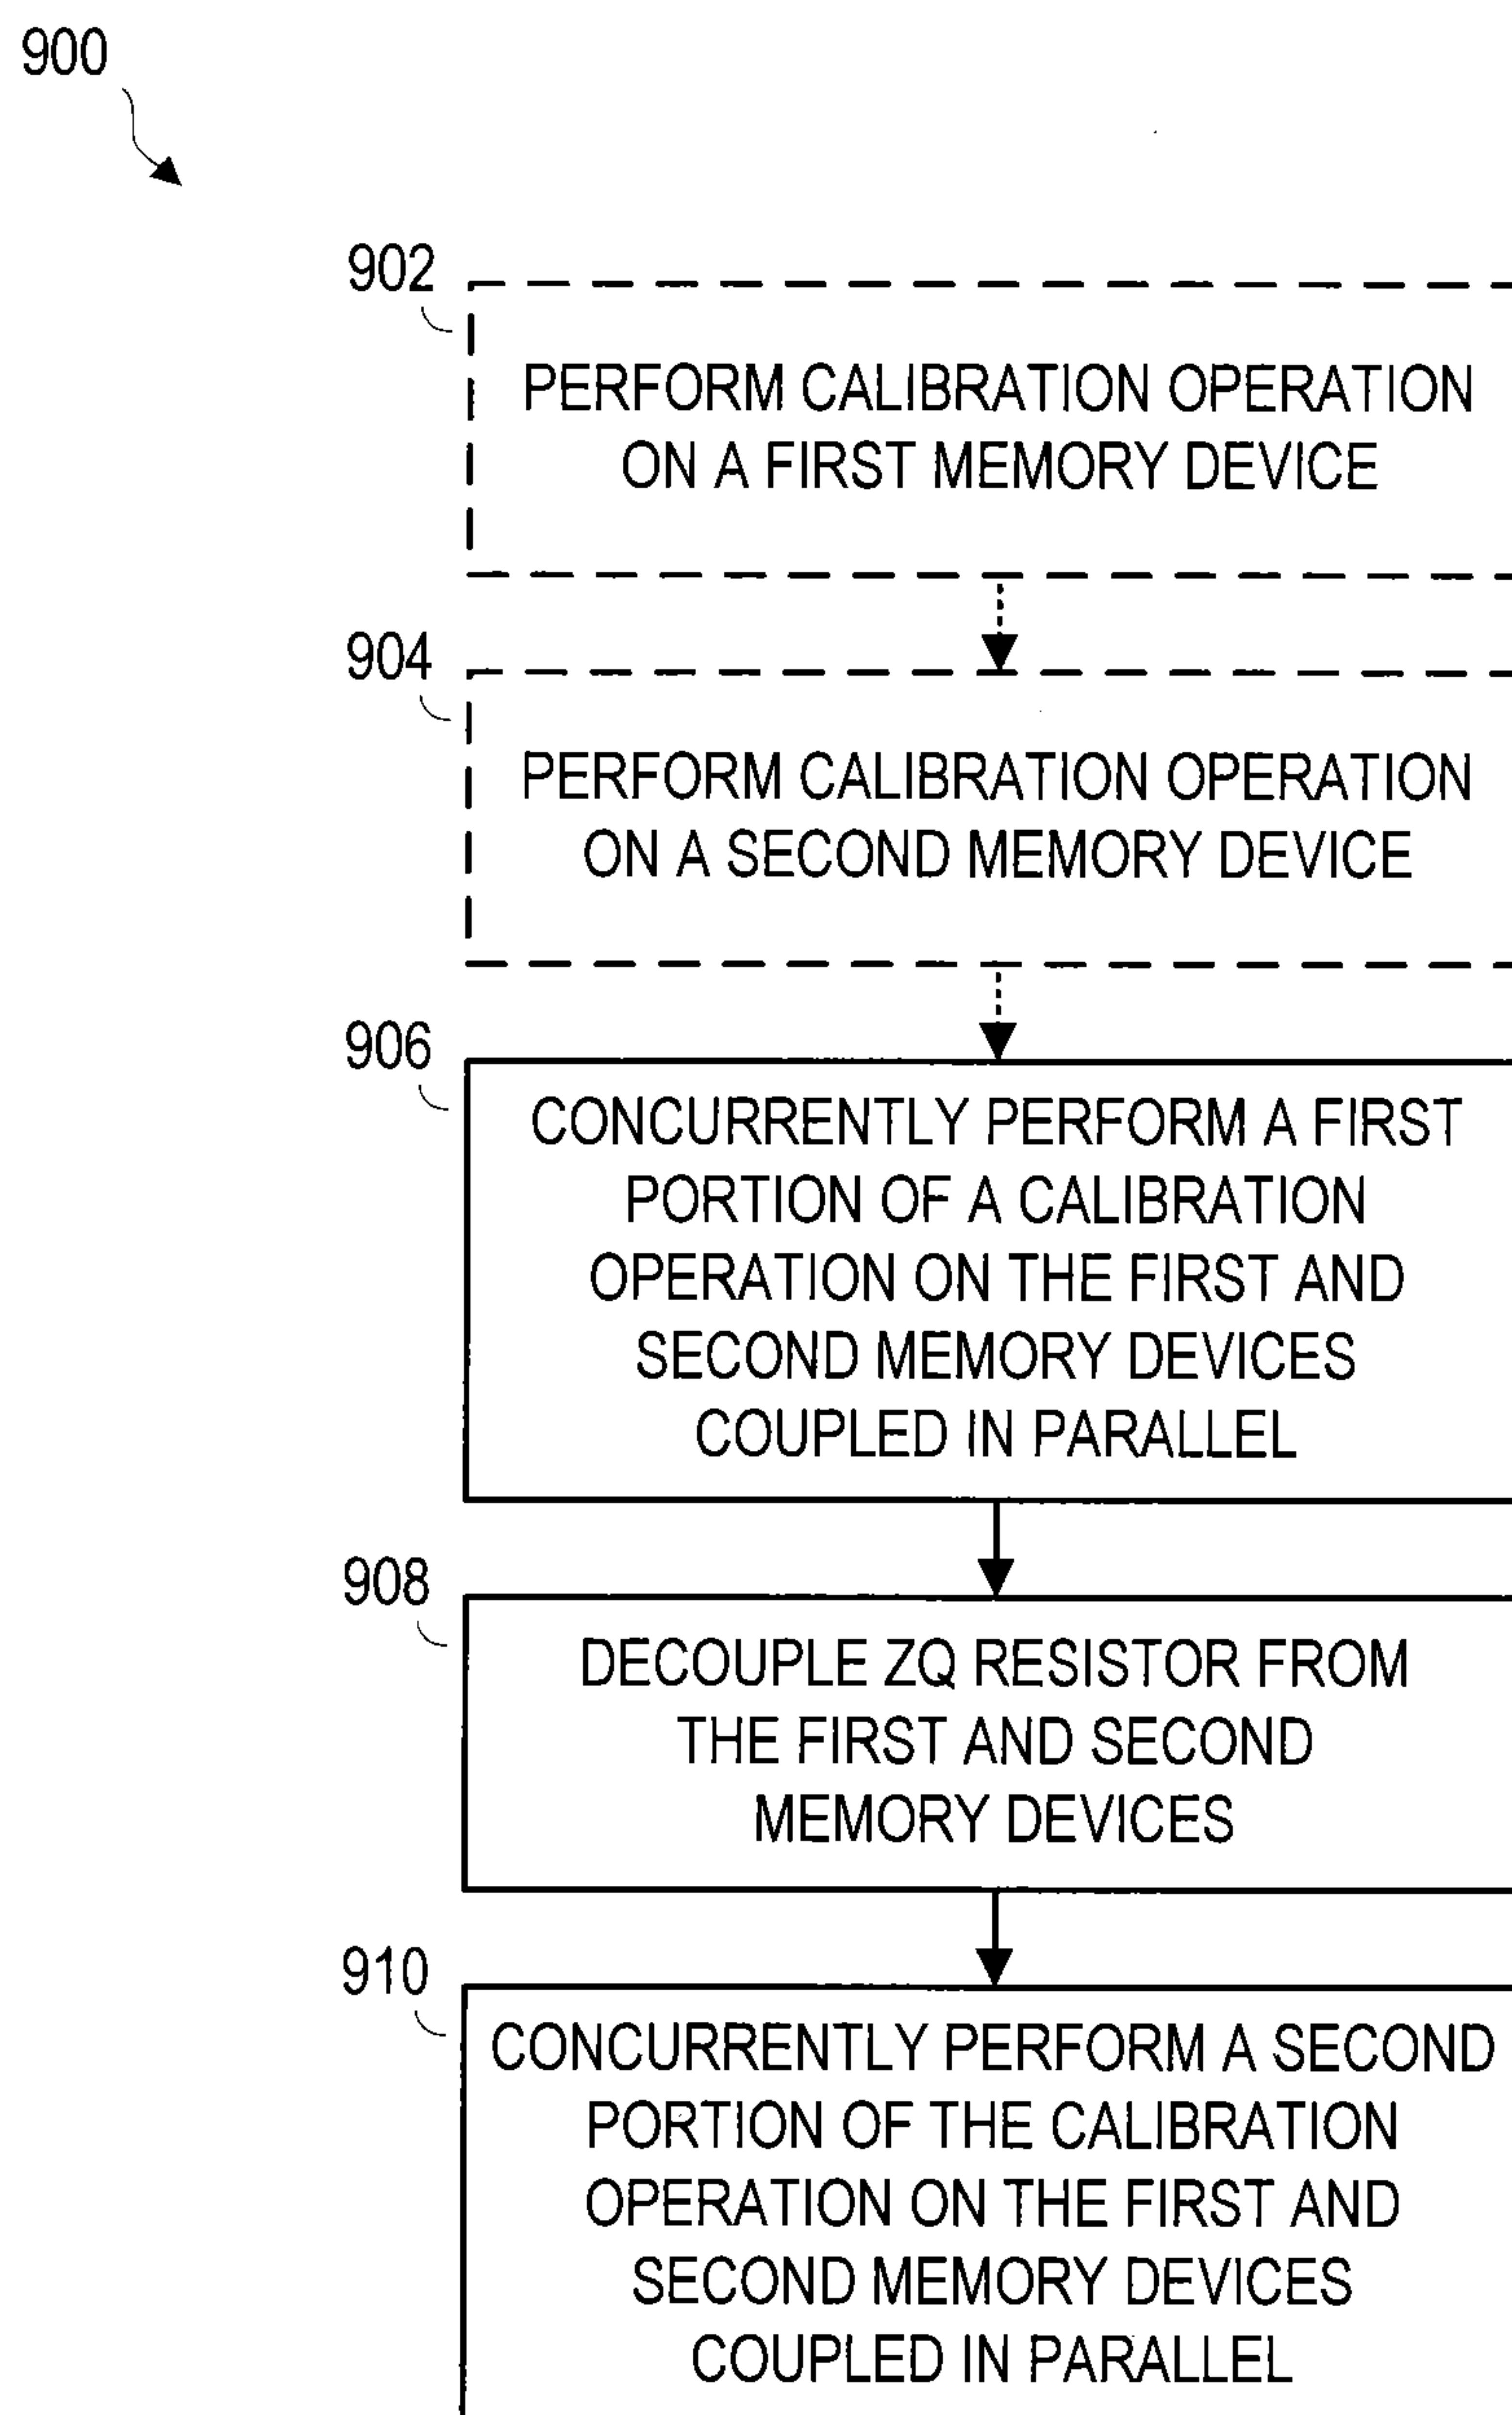 900
902
PERFORM CALIBRATION OPERATION
ON A FIRST MEMORY DEVICE
904
PERFORM CALIBRATION OPERATION
ON A SECOND MEMORY DEVICE
906
CONCURRENTLY PERFORM A FIRST
PORTION OF A CALIBRATION
OPERATION ON THE FIRST AND
SECOND MEMORY DEVICES
COUPLED IN PARALLEL
908
DECOUPLE ZQ RESISTOR FROM
THE FIRST AND SECOND
MEMORY DEVICES
910
CONCURRENTLY PERFORM A SECOND
PORTION OF THE CALIBRATION
OPERATION ON THE FIRST AND
SECOND MEMORY DEVICES
COUPLED IN PARALLEL